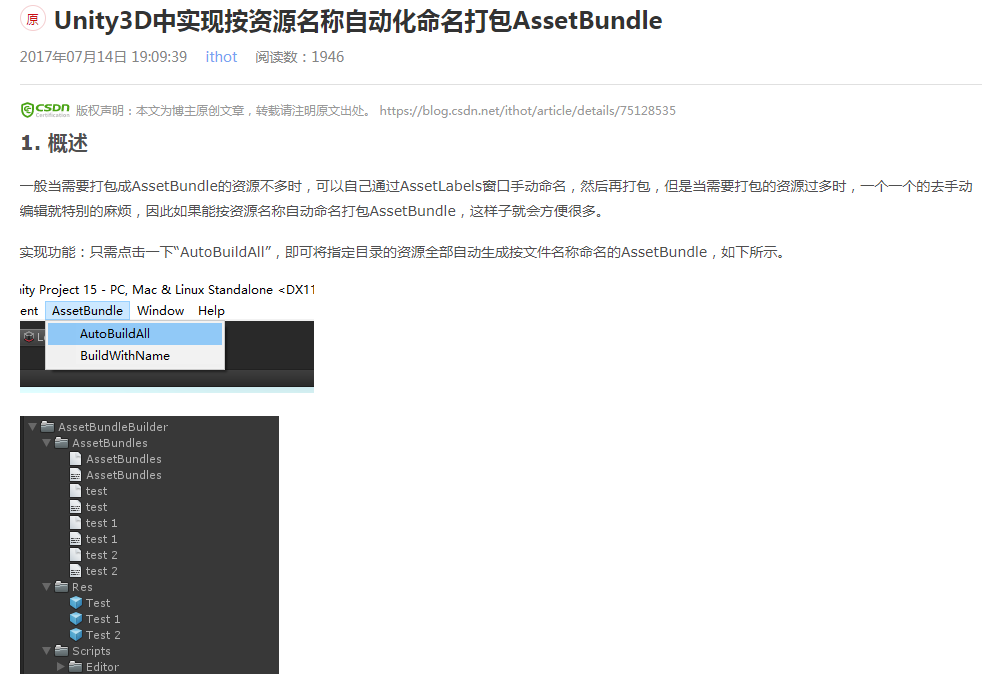 原 Unity3D中实现按资源名称自动化命名打包AssetBundle
2017年07月14日 19:09:39 ithot 阅读数：1946
CSDN Certification 版权声明：本文为博主原创文章，转载请注明原文出处。 https://blog.csdn.net/ithot/article/details/75128535
1. 概述
一般当需要打包成AssetBundle的资源不多时，可以自己通过AssetLabels窗口手动命名，然后再打包，但是当需要打包的资源过多时，一个一个的去手动
编辑就特别的麻烦，因此如果能按资源名称自动命名打包AssetBundle，这样子就会方便很多。
实现功能：只需点击一下“AutoBuildAll”，即可将指定目录的资源全部自动生成按文件名称命名的AssetBundle，如下所示。
ity Project 15 - PC, Mac & Linux Standalone <DX11
ent AssetBundle Window Help
AutoBuildAll
BuildWithName
AssetBundleBuilder
AssetBundles
AssetBundles
AssetBundles
test
test
test 1
test 1
test 2
test 2
Res
Test
Test 1
Test 2
Scripts
Editor